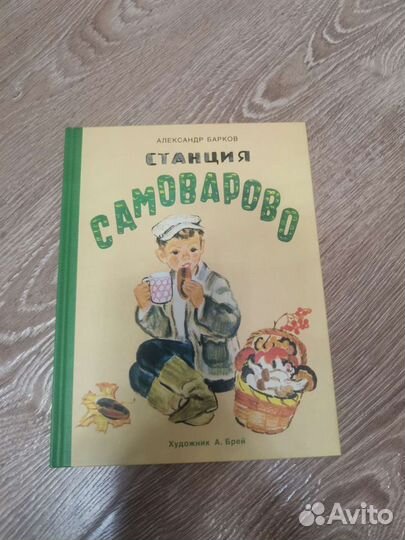 АЛЕКСАНДР БАРКОВ
СТАНЦИЯ
САМОВАРОВО
Художник А. Брей
Avito